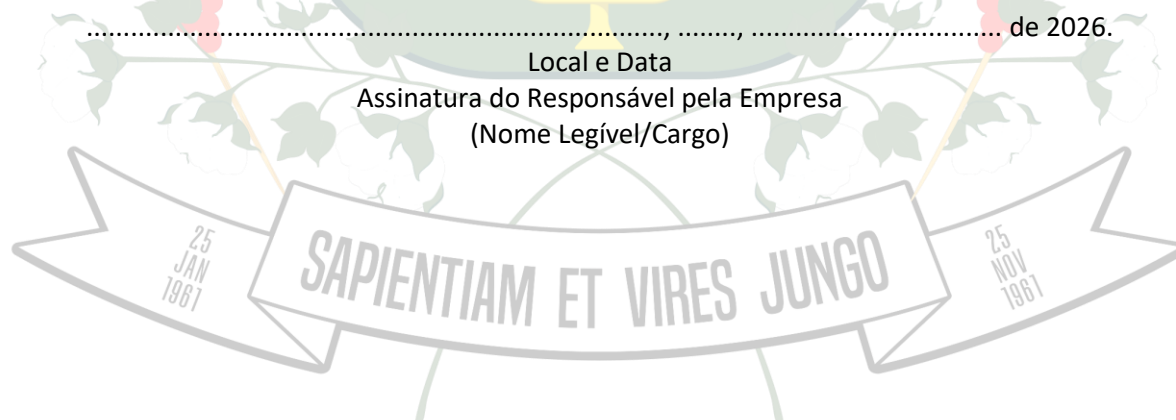 ............................................................................., ........, ................................. de 2026.
Local e Data
Assinatura do Responsável pela Empresa
(Nome Legível/Cargo)
25
JAN
1961
SAPIENTIAM ET VIRES JUNGO
25
NOV
1961